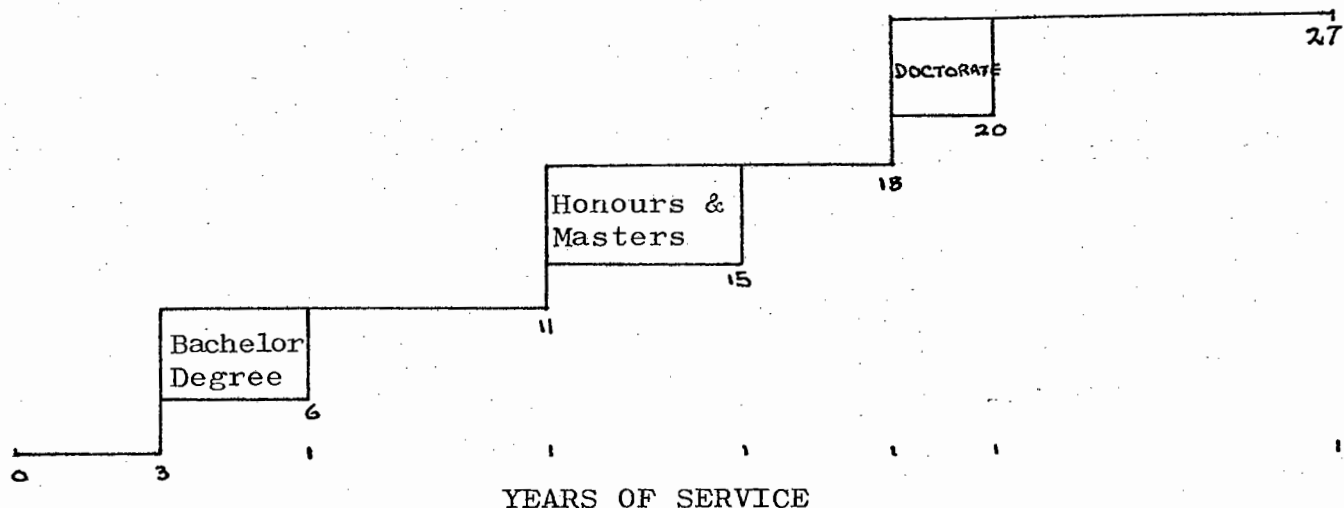 27
DOCTORATE
20
18
Honours &
Masters
15
11
Bachelor
Degree
6
0
3
YEARS OF SERVICE